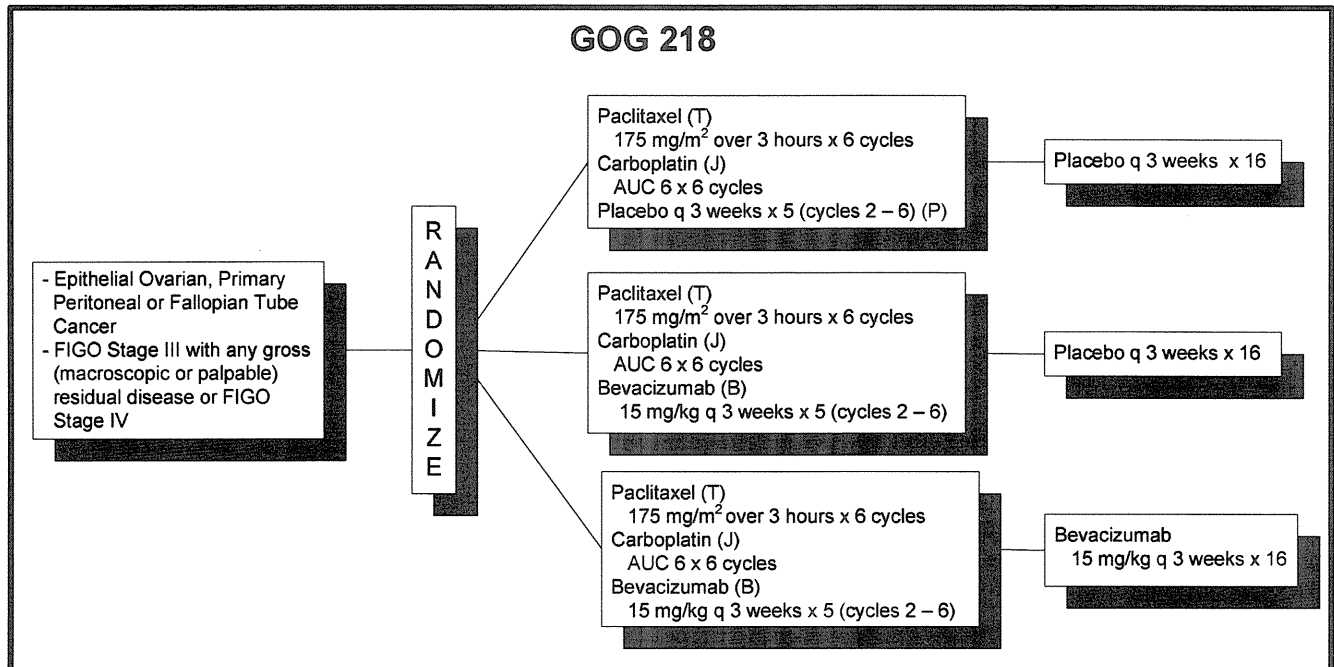 GOG 218
- Epithelial Ovarian, Primary
Peritoneal or Fallopian Tube
Cancer
- FIGO Stage III with any gross
(macroscopic or palpable)
residual disease or FIGO
Stage IV
RANDOMIZE
Paclitaxel (T)
175 mg/m² over 3 hours x 6 cycles
Carboplatin (J)
AUC 6 x 6 cycles
Placebo q 3 weeks x 5 (cycles 2 – 6) (P)
Placebo q 3 weeks x 16
Paclitaxel (T)
175 mg/m² over 3 hours x 6 cycles
Carboplatin (J)
AUC 6 x 6 cycles
Bevacizumab (B)
15 mg/kg q 3 weeks x 5 (cycles 2 – 6)
Placebo q 3 weeks x 16
Paclitaxel (T)
175 mg/m² over 3 hours x 6 cycles
Carboplatin (J)
AUC 6 x 6 cycles
Bevacizumab (B)
15 mg/kg q 3 weeks x 5 (cycles 2 – 6)
Bevacizumab
15 mg/kg q 3 weeks x 16